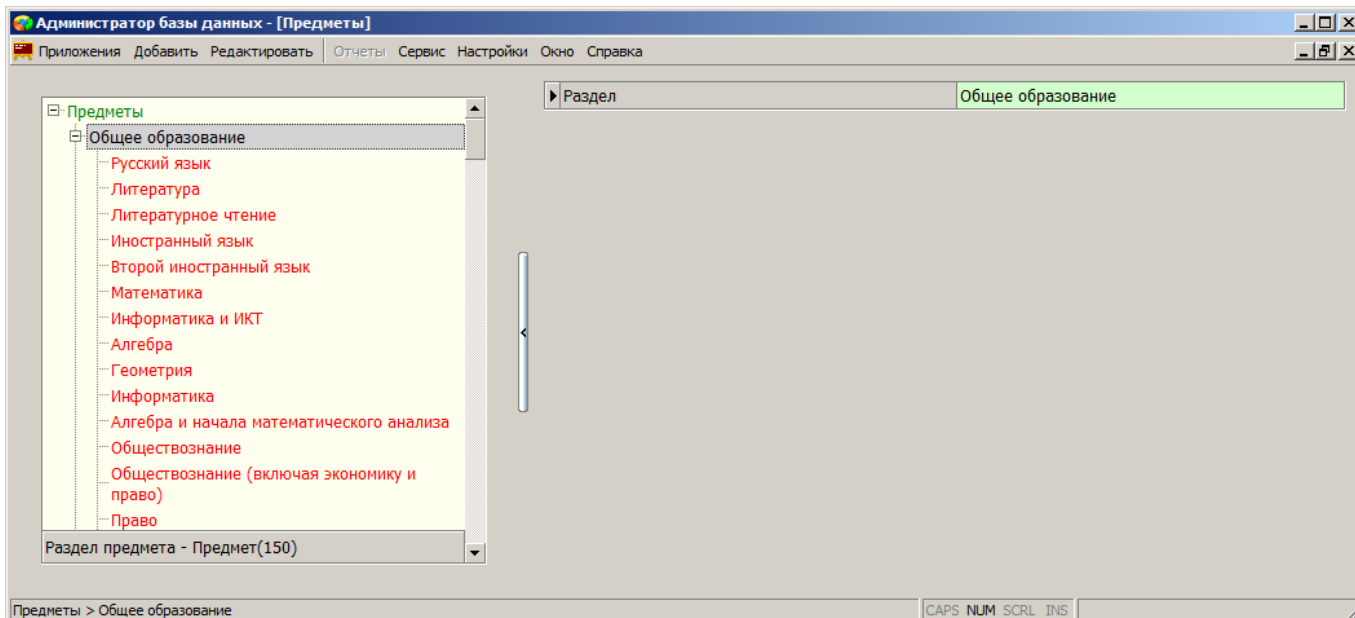 Администратор базы данных - [Предметы]
Приложения Добавить Редактировать Отчеты Сервис Настройки Окно Справка
Предметы
Общее образование
Русский язык
Литература
Литературное чтение
Иностранный язык
Второй иностранный язык
Математика
Информатика и ИКТ
Алгебра
Геометрия
Информатика
Алгебра и начала математического анализа
Обществознание
Обществознание (включая экономику и
право)
Право
Раздел предмета - Предмет(150)
Раздел Общее образование
Предметы > Общее образование
CAPS NUM SCRL INS